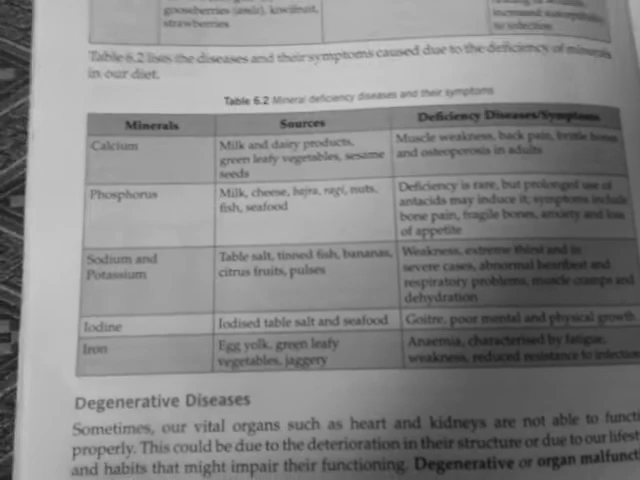 gooseberries (amla), kiwifruit,
strawberries
increased susceptibility
to infection
Table 6.2 lists the diseases and their symptoms caused due to the deficiency of minerals
in our diet.
Table 6.2 Mineral deficiency diseases and their symptoms
Minerals Sources Deficiency Diseases/Symptoms
Calcium
Milk and dairy products,
green leafy vegetables, sesame
seeds
Muscle weakness, back pain, brittle bones
and osteoporosis in adults
Phosphorus
Milk, cheese, bajra, ragi, nuts,
fish, seafood
Deficiency is rare, but prolonged use of
antacids may induce it; symptoms include
bone pain, fragile bones, anxiety and loss
of appetite
Sodium and
Potassium
Table salt, tinned fish, bananas,
citrus fruits, pulses
Weakness, extreme thirst and in
severe cases, abnormal heartbeat and
respiratory problems, muscle cramps and
dehydration
Iodine
Iodised table salt and seafood
Goitre, poor mental and physical growth
Iron
Egg yolk, green leafy
vegetables, jaggery
Anaemia, characterised by fatigue,
weakness, reduced resistance to infection
Degenerative Diseases
Sometimes, our vital organs such as heart and kidneys are not able to functi
properly. This could be due to the deterioration in their structure or due to our lifest
and habits that might impair their functioning. Degenerative or organ malfuncti